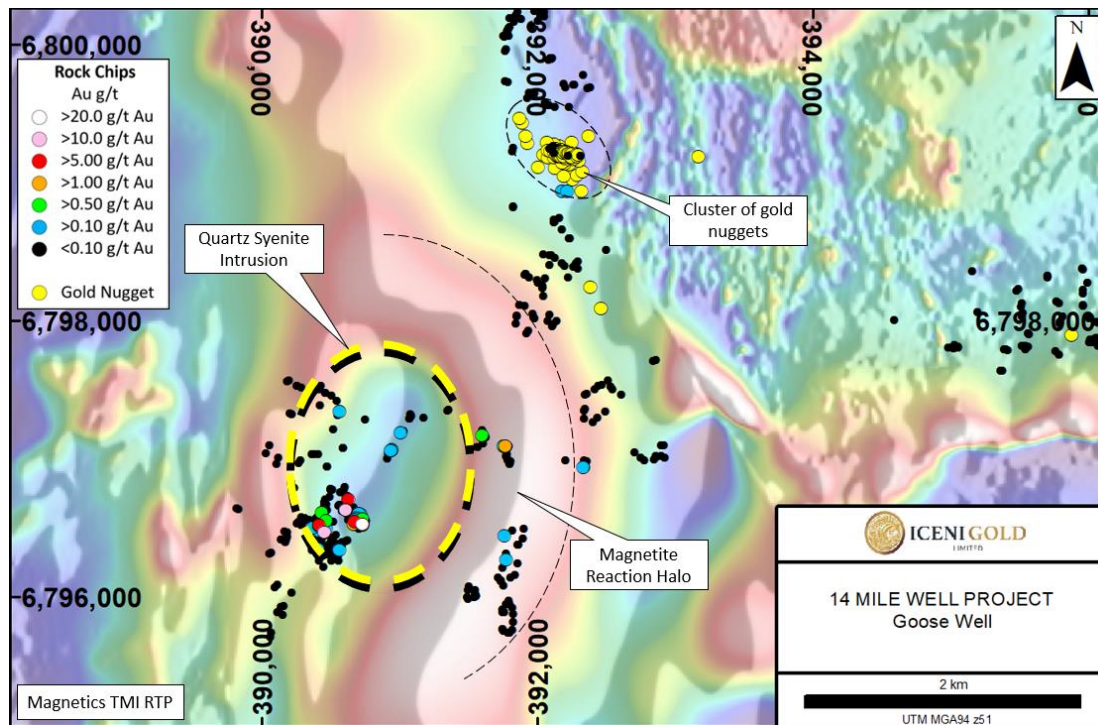 6,800,000
390,000
392,000
394,000
N
Rock Chips
Au g/t
>20.0 g/t Au
>10.0 g/t Au
>5.00 g/t Au
>1.00 g/t Au
>0.50 g/t Au
>0.10 g/t Au
<0.10 g/t Au
Gold Nugget
Cluster of gold
nuggets
Quartz Syenite
Intrusion
6,798,000
6,798,000
Magnetite
Reaction Halo
6,796,000
390,000
392,000
ICENI GOLD
LIMITED
14 MILE WELL PROJECT
Goose Well
2 km
UTM MGA94 z51
Magnetics TMI RTP